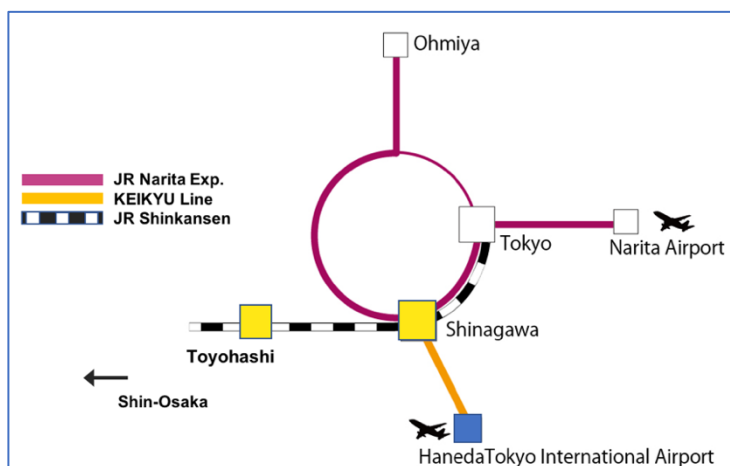 Ohmiya
JR Narita Exp.
KEIKYU Line
JR Shinkansen
Tokyo
Narita Airport
Shinagawa
Toyohashi
Shin-Osaka
HanedaTokyo International Airport